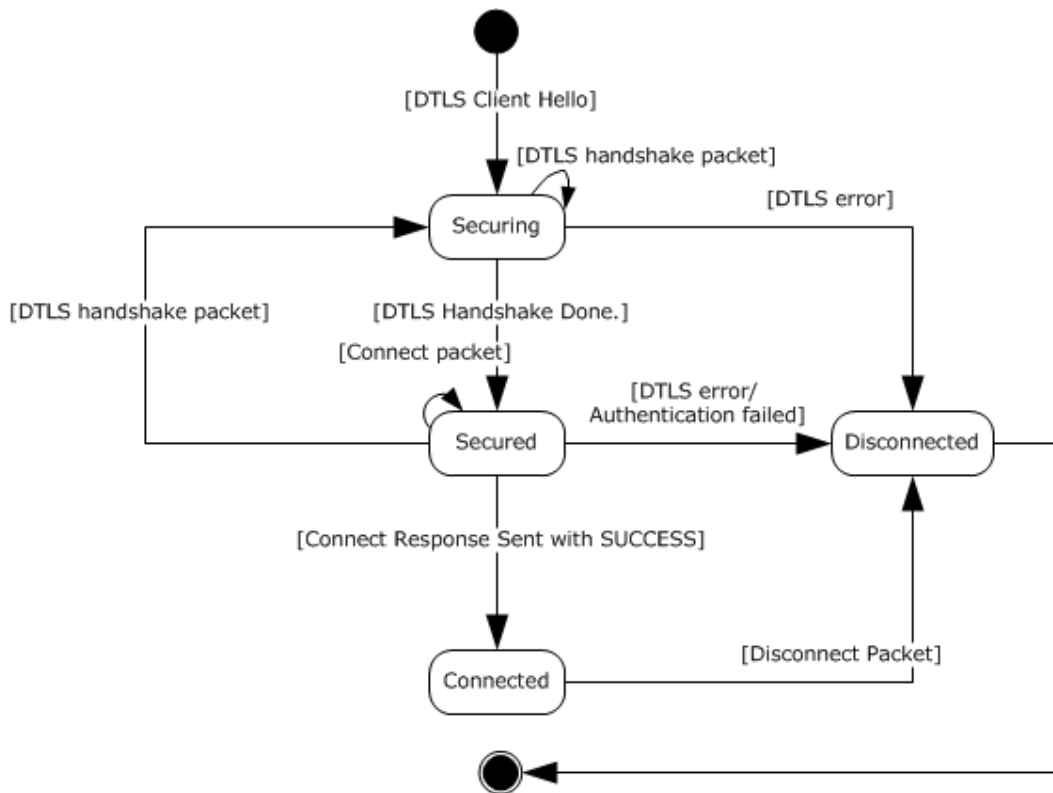 [DTLS Client Hello]
[DTLS handshake packet]
[DTLS error]
Securing
[DTLS handshake packet]
[DTLS Handshake Done.]
[Connect packet]
[DTLS error/
Authentication failed]
Secured
Disconnected
[Connect Response Sent with SUCCESS]
[Disconnect Packet]
Connected